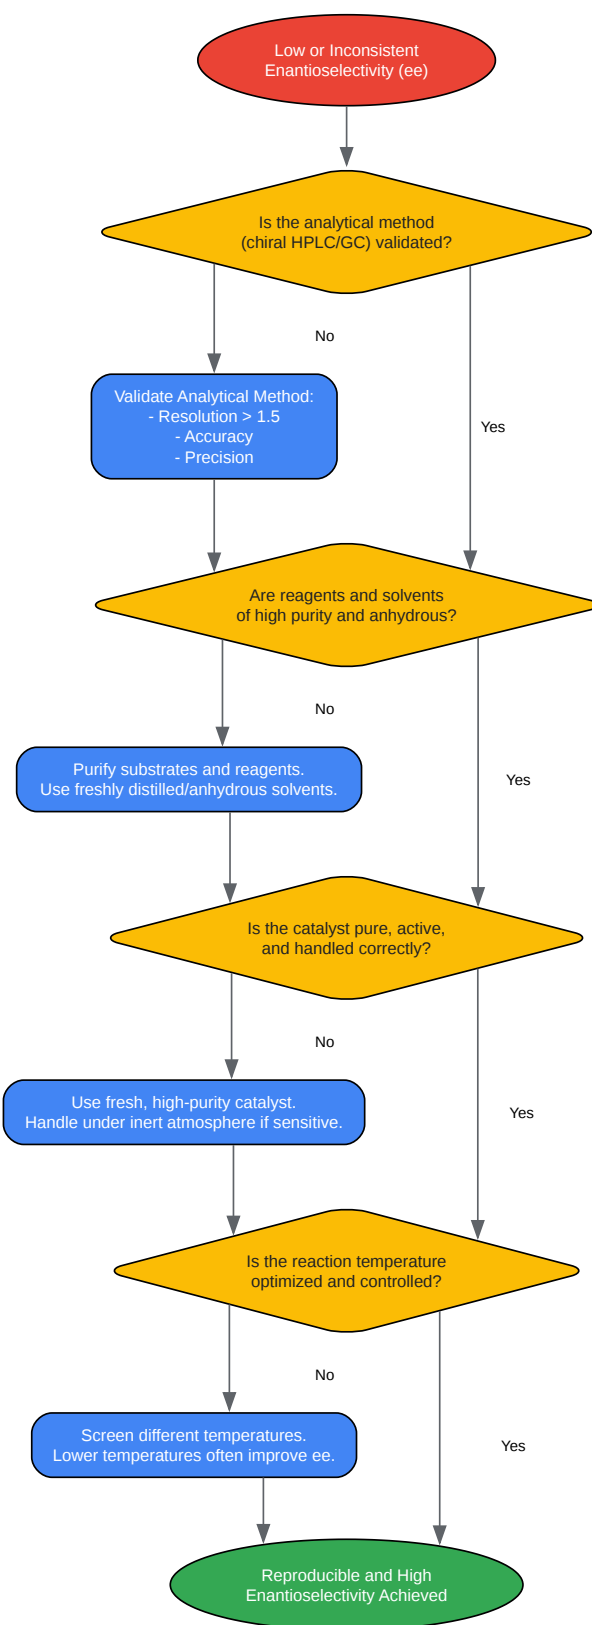 Low or Inconsistent
Enantioselectivity (ee)
Is the analytical method
(chiral HPLC/GC) validated?
No
Validate Analytical Method:
- Resolution > 1.5
- Accuracy
- Precision
Yes
Are reagents and solvents
of high purity and anhydrous?
No
Purify substrates and reagents.
Use freshly distilled/anhydrous solvents.
Yes
Is the catalyst pure, active,
and handled correctly?
No
Use fresh, high-purity catalyst.
Handle under inert atmosphere if sensitive.
Yes
Is the reaction temperature
optimized and controlled?
No
Screen different temperatures.
Lower temperatures often improve ee.
Yes
Reproducible and High
Enantioselectivity Achieved